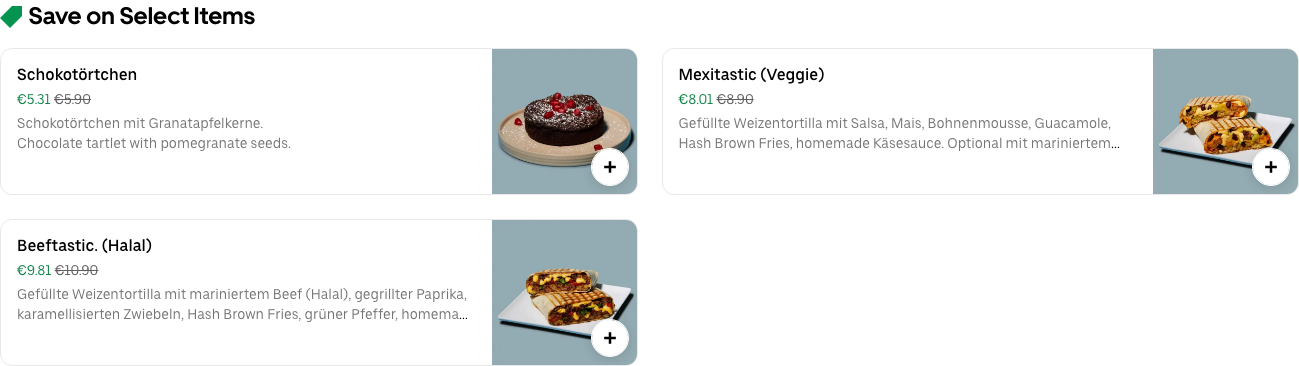 Save on Select Items
Schokotörtchen
€5.31 €5.90
Schokotörtchen mit Granatapfelkerne.
Chocolate tartlet with pomegranate seeds.
Mexitastic (Veggie)
€8.01 €8.90
Gefüllte Weizentortilla mit Salsa, Mais, Bohnenmousse, Guacamole,
Hash Brown Fries, homemade Käsesauce. Optional mit mariniertem...
Beeftastic. (Halal)
€9.81 €10.90
Gefüllte Weizentortilla mit mariniertem Beef (Halal), gegrillter Paprika,
karamellisierten Zwiebeln, Hash Brown Fries, grüner Pfeffer, homema...